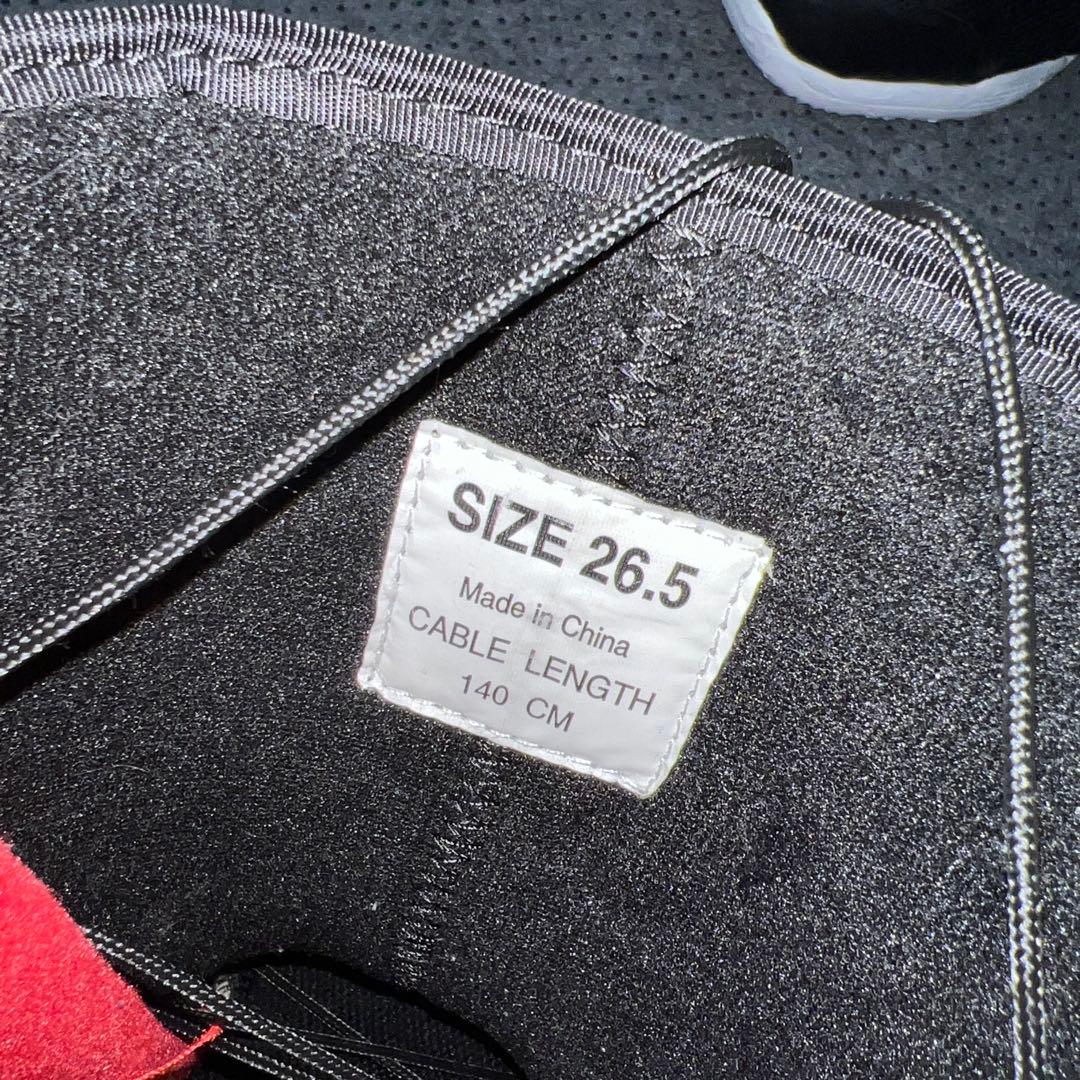 SIZE 26.5
Made in China
CABLE LENGTH
140 CM